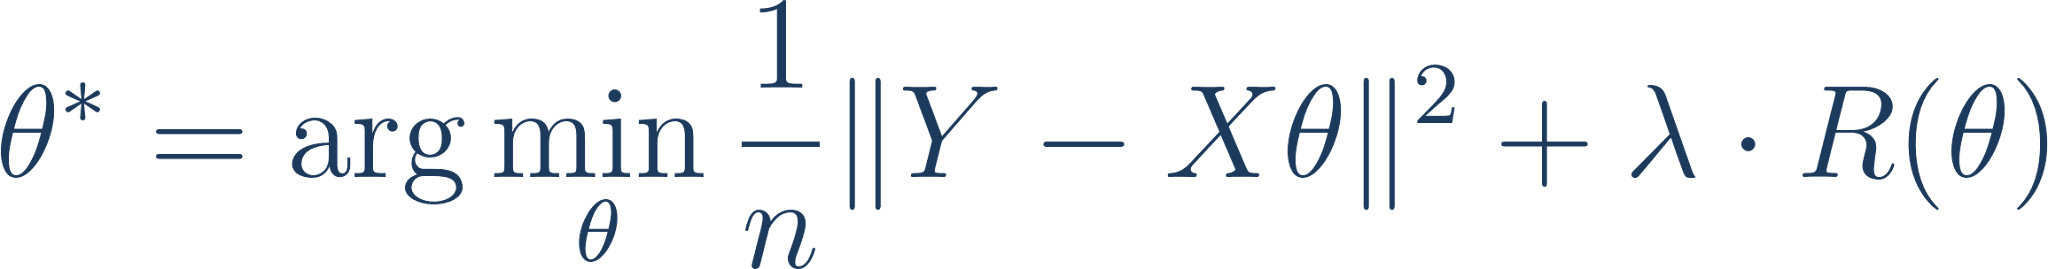 θ* = arg min_θ 1/n ‖Y − Xθ‖² + λ · R(θ)